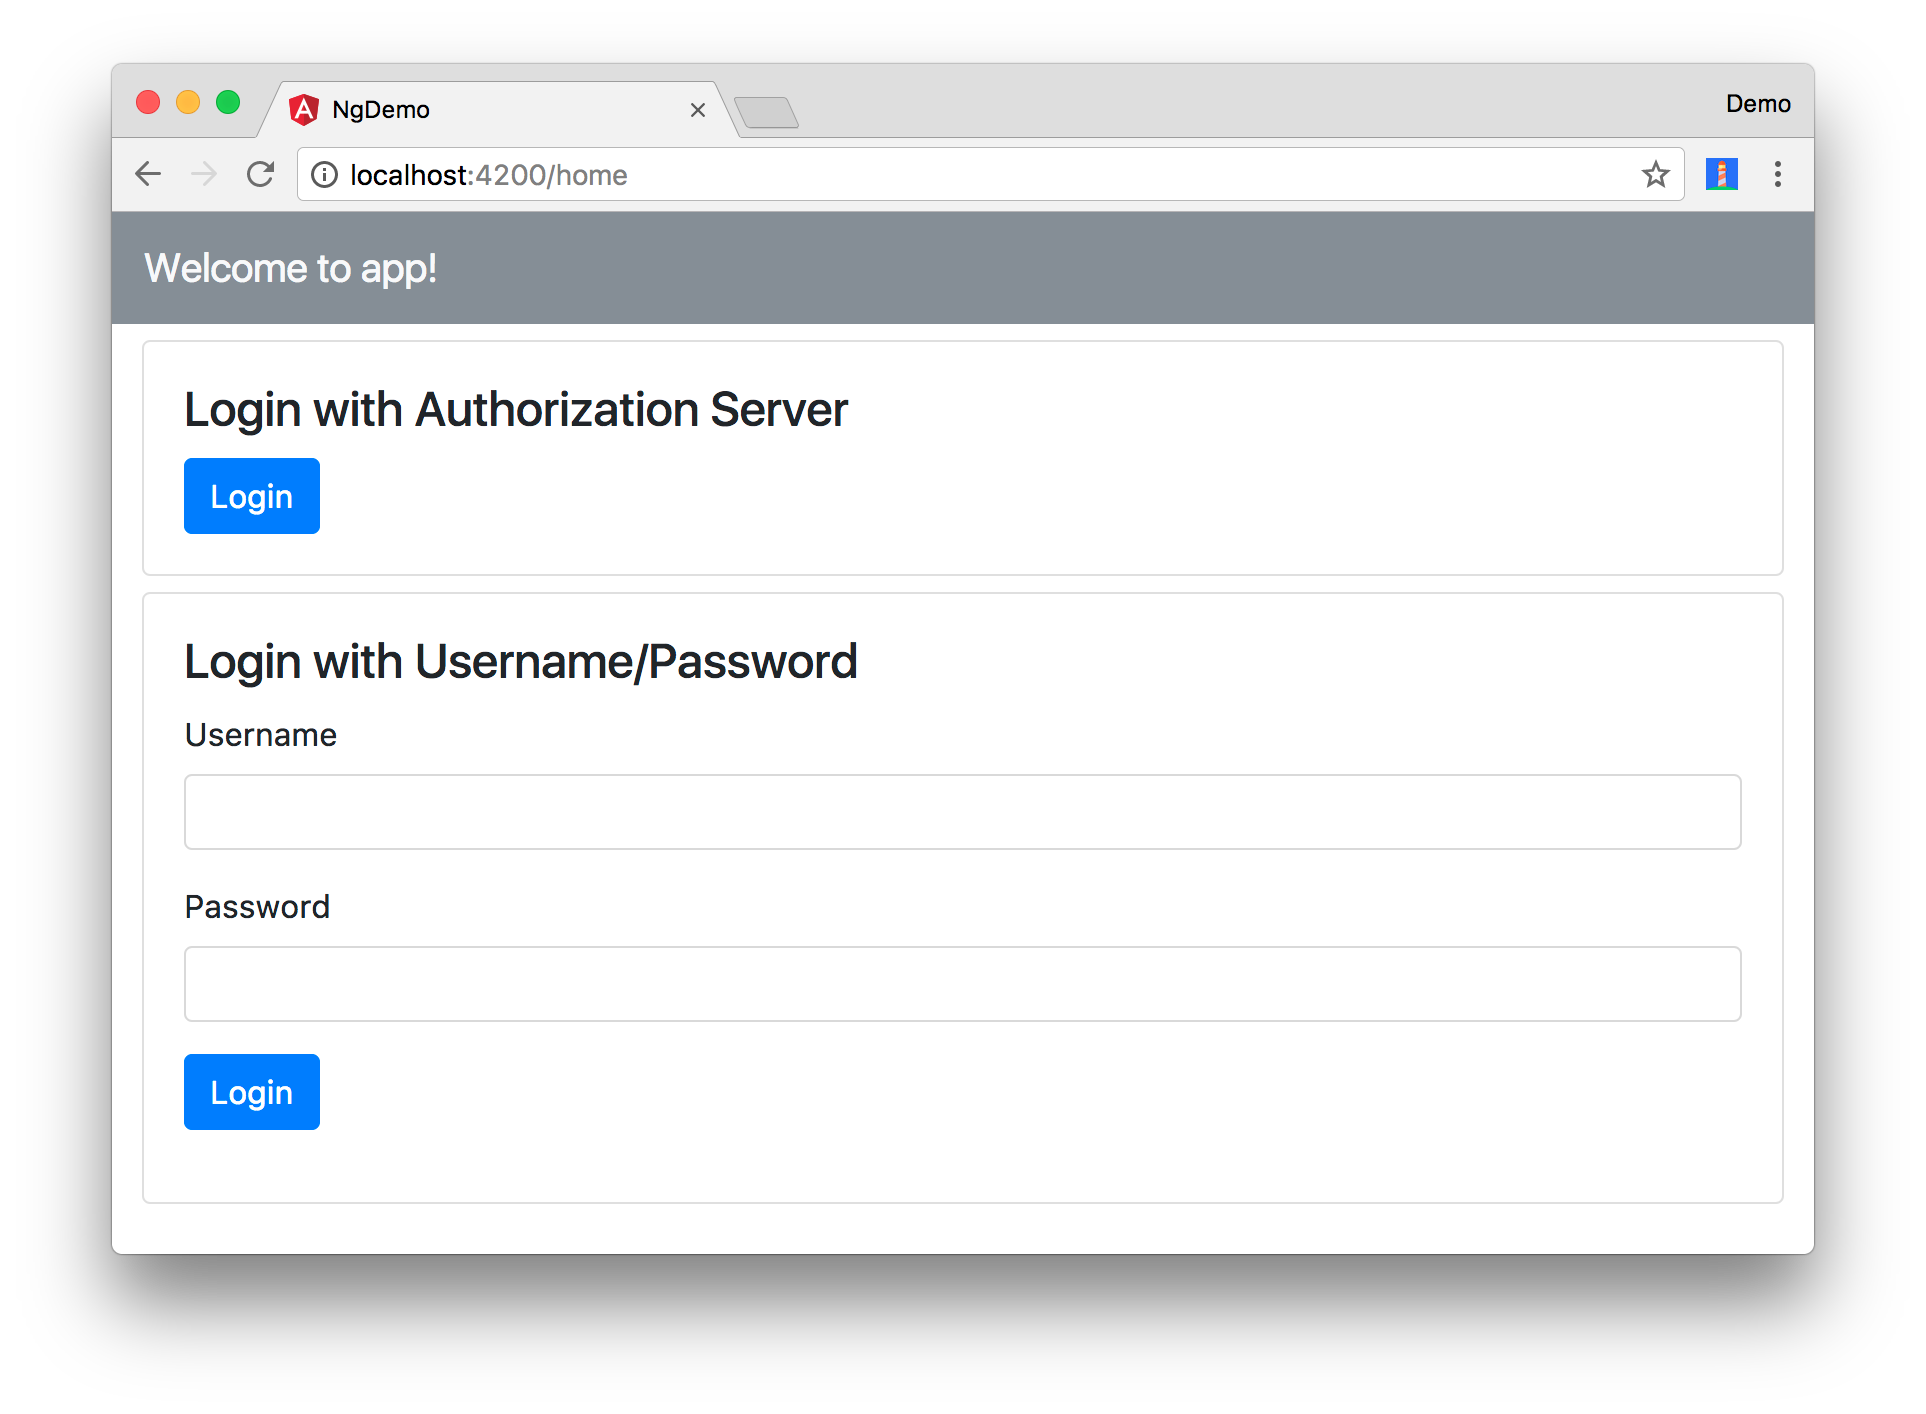 NgDemo
Demo
localhost:4200/home
Welcome to app!
Login with Authorization Server
Login
Login with Username/Password
Username
Password
Login